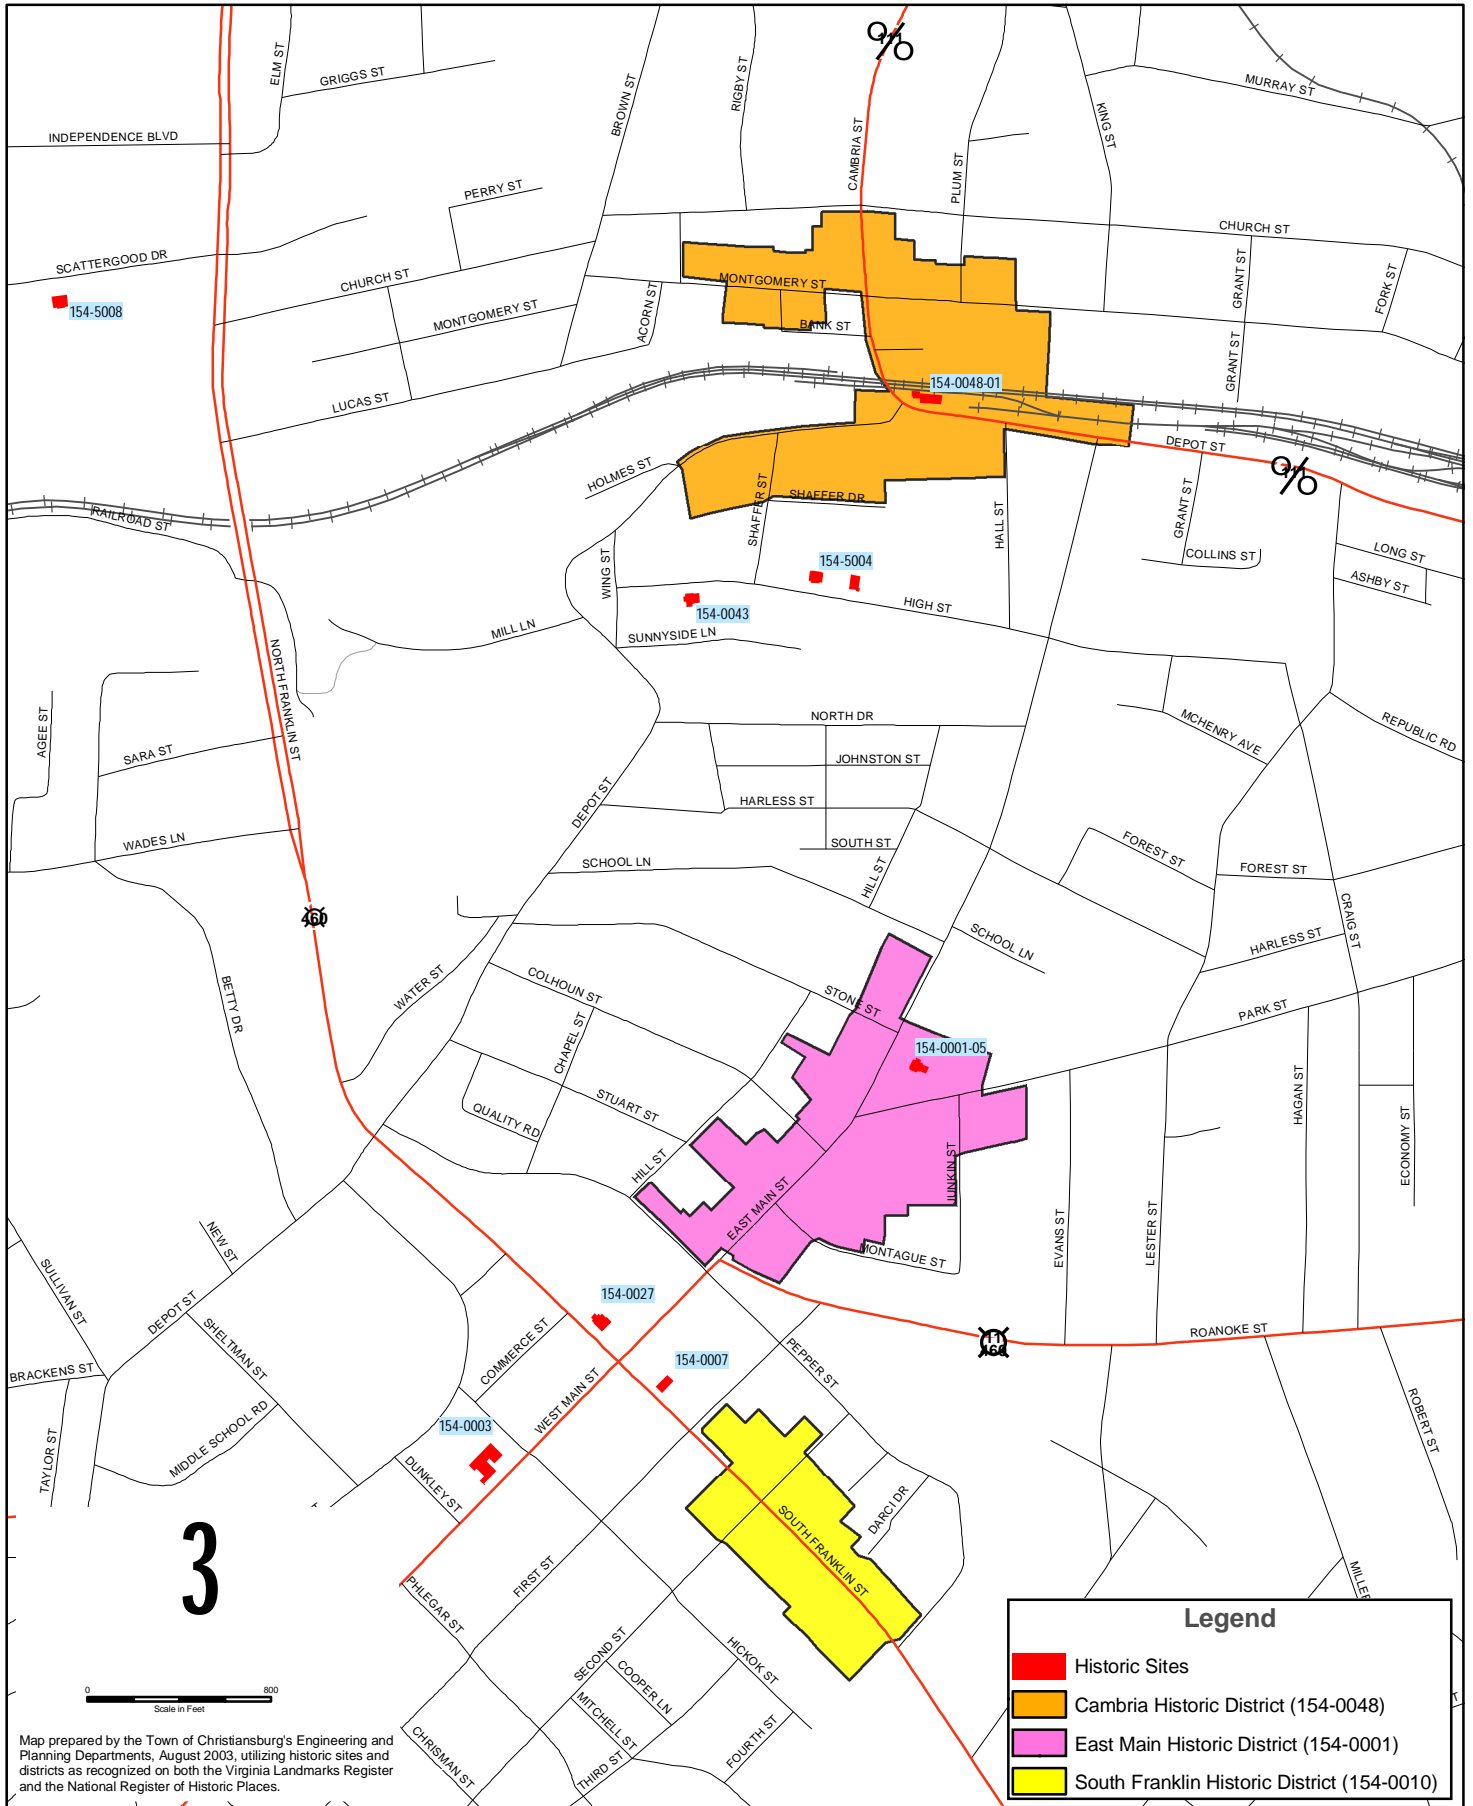 111
ELM ST
GRIGGS ST
BROWN ST
RIGBY ST
MURRAY ST
KING ST
INDEPENDENCE BLVD
CAMBRIA ST
PLUM ST
PERRY ST
CHURCH ST
SCATTERGOOD DR
CHURCH ST
MONTGOMERY ST
GRANT ST
FORK ST
154-5008
MONTGOMERY ST
ACORN ST
BANK ST
GRANT ST
LUCAS ST
154-0048-01
DEPOT ST
111
HOLMES ST
SHAFFER ST
SHAFFER DR
HALL ST
GRANT ST
RAILROAD ST
COLLINS ST
LONG ST
ASHBY ST
WING ST
154-5004
154-0043
HIGH ST
MILL LN
SUNNYSIDE LN
NORTH FRANKLIN ST
AGEE ST
SARA ST
NORTH DR
MCHENRY AVE
REPUBLIC RD
JOHNSTON ST
DEPOT ST
HARLESS ST
WADES LN
SOUTH ST
SCHOOL LN
HILL ST
FOREST ST
FOREST ST
460
CRAIG ST
SCHOOL LN
HARLESS ST
BETTY DR
WATER ST
COLHOUN ST
STONE ST
PARK ST
CHAPEL ST
154-0001-05
QUALITY RD
STUART ST
HAGAN ST
ECONOMY ST
HILL ST
JUNKIN ST
EAST MAIN ST
EVANS ST
LESTER ST
NEW ST
MONTAGUE ST
SULLIVAN ST
DEPOT ST
SHELTMAN ST
154-0027
11
460
ROANOKE ST
COMMERCE ST
PEPPER ST
154-0007
BRACKENS ST
WEST MAIN ST
MIDDLE SCHOOL RD
154-0003
ROBERT ST
TAYLOR ST
DUNKLEY ST
DARCI DR
SOUTH FRANKLIN ST
3
FIRST ST
PHLEGAR ST
SECOND ST
COOPER LN
HICKOK ST
MITCHELL ST
CHRISMAN ST
THIRD ST
FOURTH ST
0 800
Scale in Feet
Map prepared by the Town of Christiansburg's Engineering and
Planning Departments, August 2003, utilizing historic sites and
districts as recognized on both the Virginia Landmarks Register
and the National Register of Historic Places.
Legend
Historic Sites
Cambria Historic District (154-0048)
East Main Historic District (154-0001)
South Franklin Historic District (154-0010)